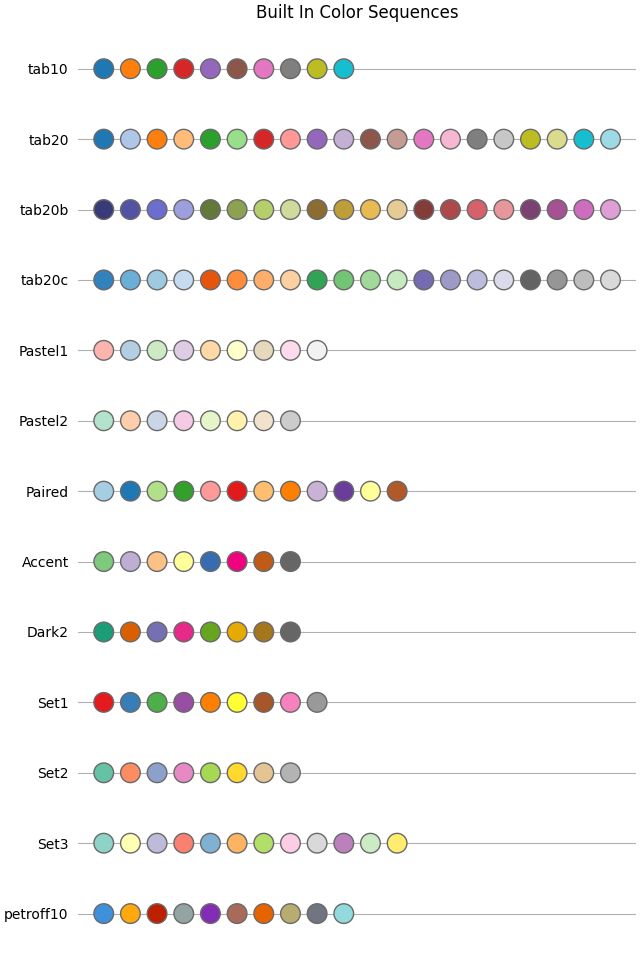 Built In Color Sequences
tab10
tab20
tab20b
tab20c
Pastel1
Pastel2
Paired
Accent
Dark2
Set1
Set2
Set3
petroff10